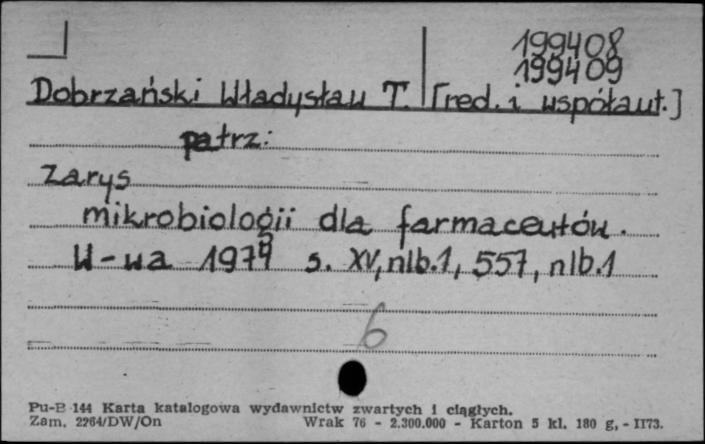 199408
199409
Dobrzański Władysław T. [red. i współaut.]
patrz:
Zarys
mikrobiologii dla farmaceutów.
W-wa 1979 s. XV, nlb.1, 557, nlb.1
6
Pu-B 144 Karta katalogowa wydawnictw zwartych i ciągłych.
Zam. 2264/DW/On Wrak 76 - 2.300.000 - Karton 5 kl. 180 g, - II73.